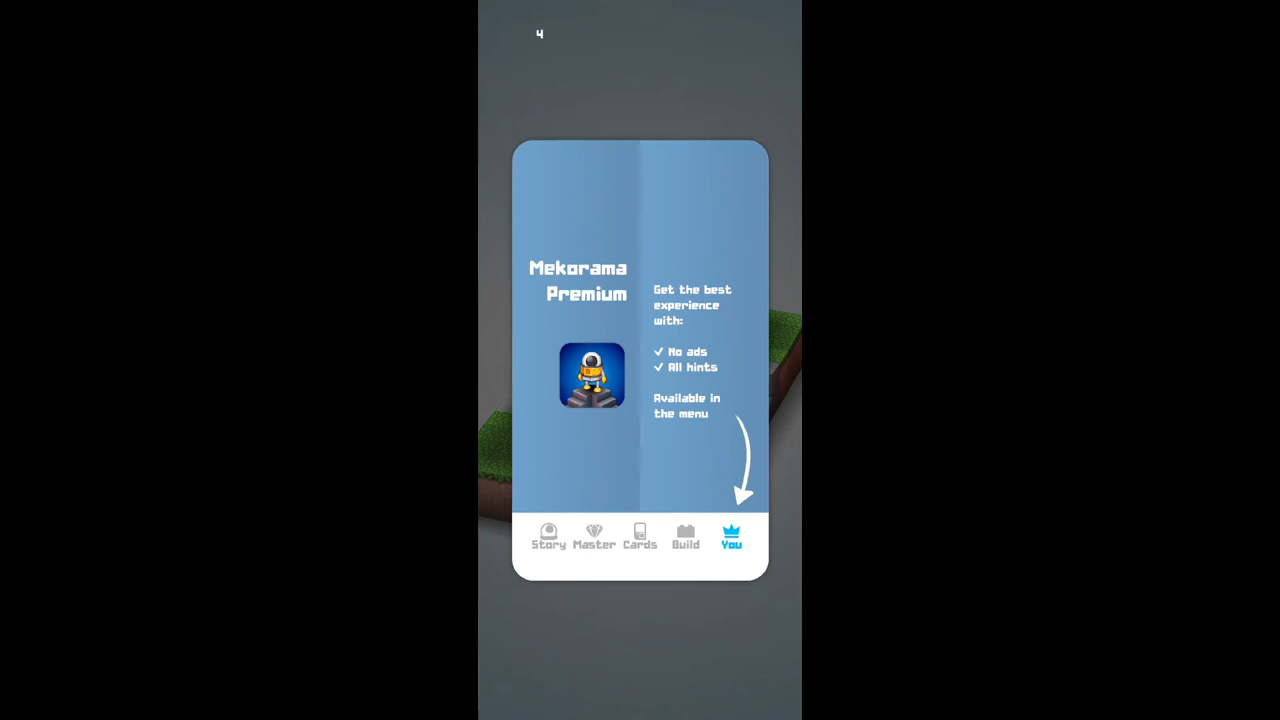 4
Mekorama
Premium
Get the best
experience
with:
✓ No ads
✓ All hints
Available in
the menu
Story Master Cards Build You